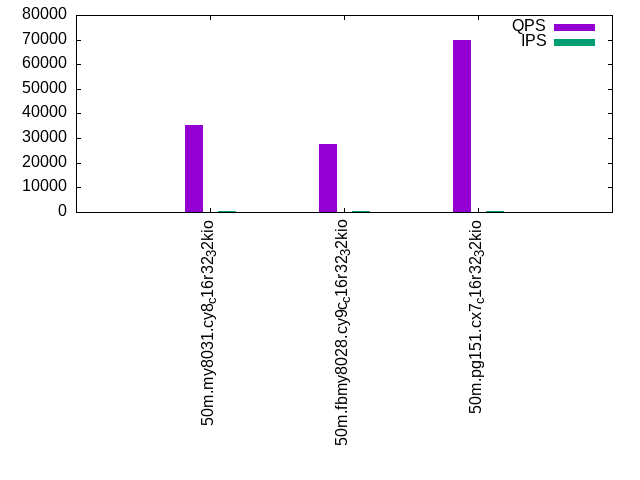 80000
70000
60000
50000
40000
30000
20000
10000
0
QPS
IPS
50m.my8031.cy8c16r3232kio
50m.fbmy8028.cy9cc16r3232kio
50m.pg151.cx7c16r3232kio